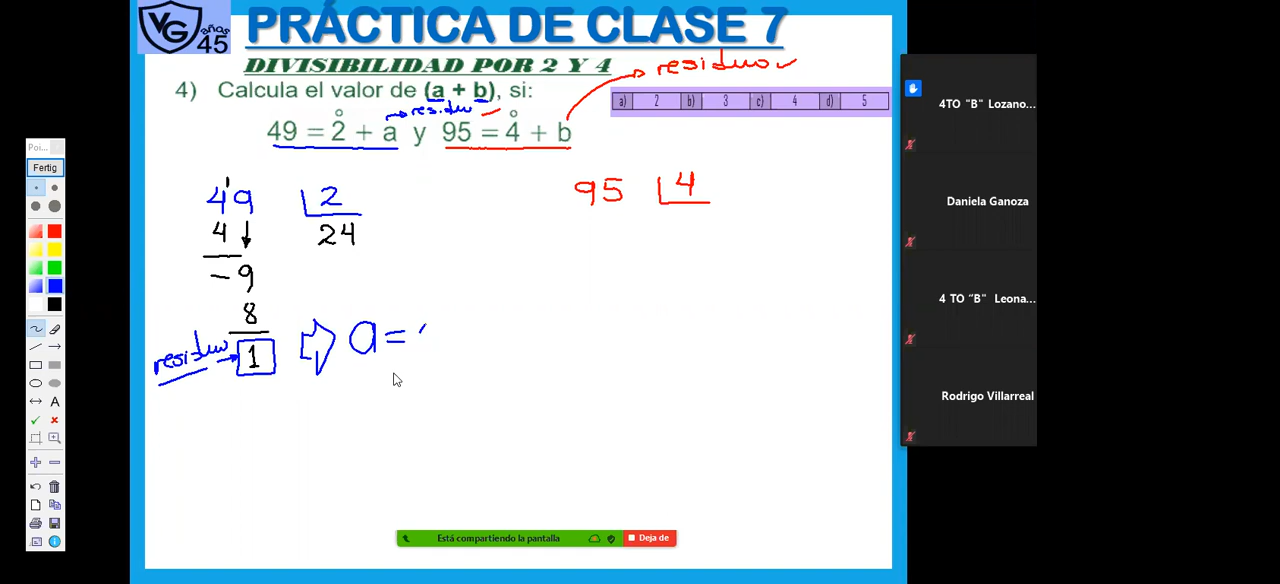 VG
años
45
PRÁCTICA DE CLASE 7
DIVISIBILIDAD POR 2 Y 4
→ residuo
4) Calcula el valor de (a + b), si:
a) 2 b) 3 c) 4 d) 5
→ residuo
49 = 2̊ + a y 95 = 4̊ + b
49 2
95 4
4 ↓ 24
- 9
8
residuo → 1 ⇨ a =
Poi...
Fertig
A
4TO "B" Lozano...
Daniela Ganoza
4 TO "B" Leona...
Rodrigo Villarreal
Está compartiendo la pantalla
Deja de